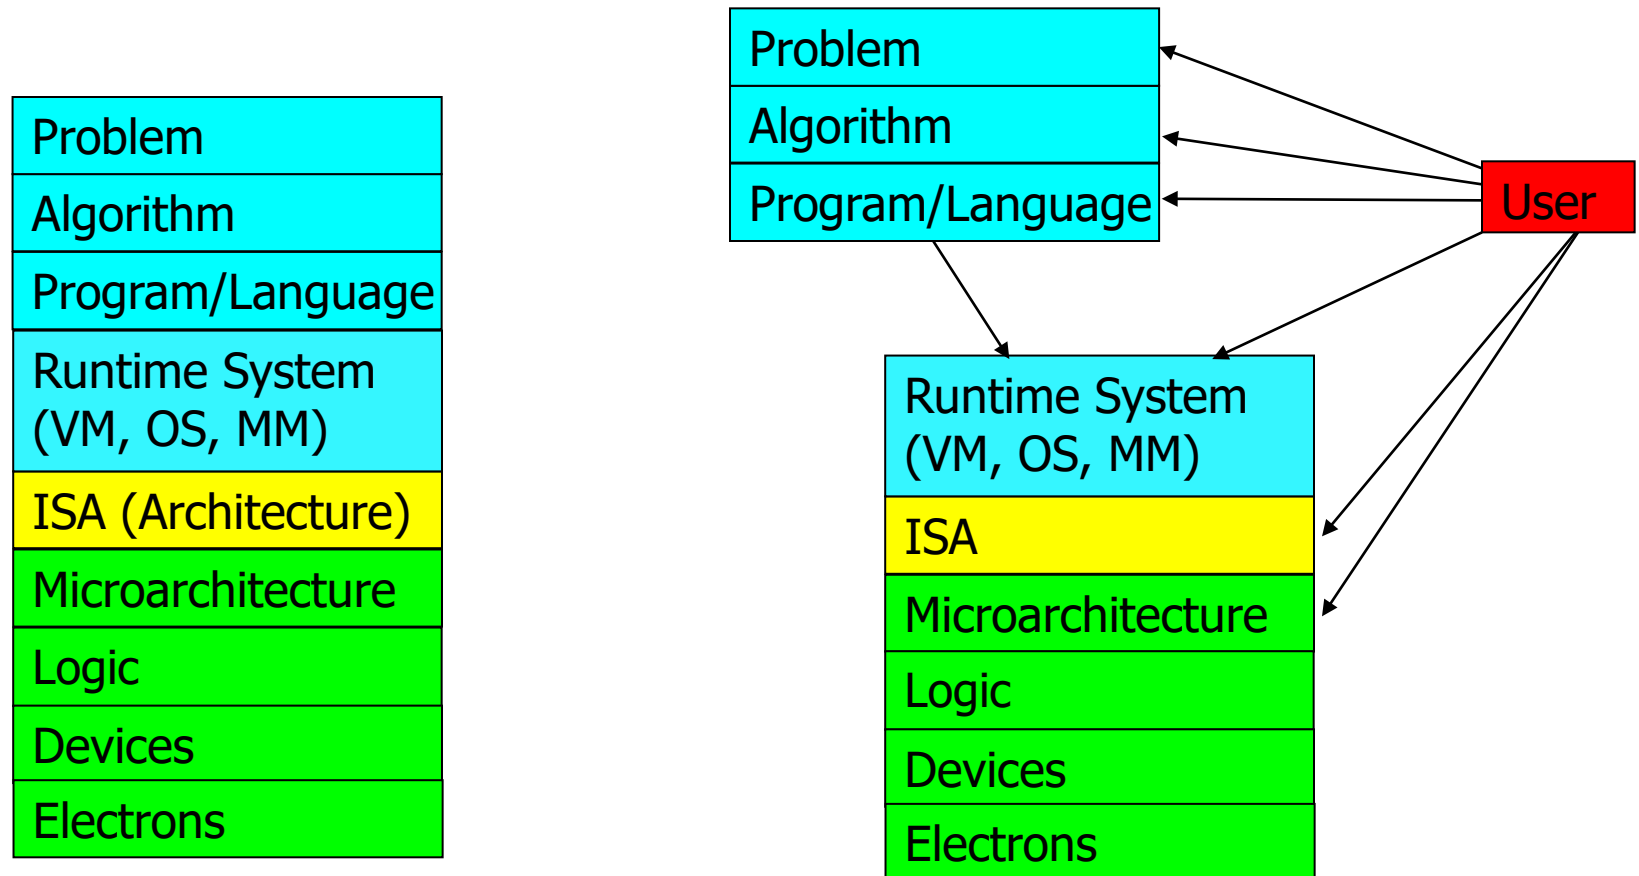 Problem
Algorithm
Program/Language
Runtime System
(VM, OS, MM)
ISA (Architecture)
Microarchitecture
Logic
Devices
Electrons
Problem
Algorithm
Program/Language
User
Runtime System
(VM, OS, MM)
ISA
Microarchitecture
Logic
Devices
Electrons